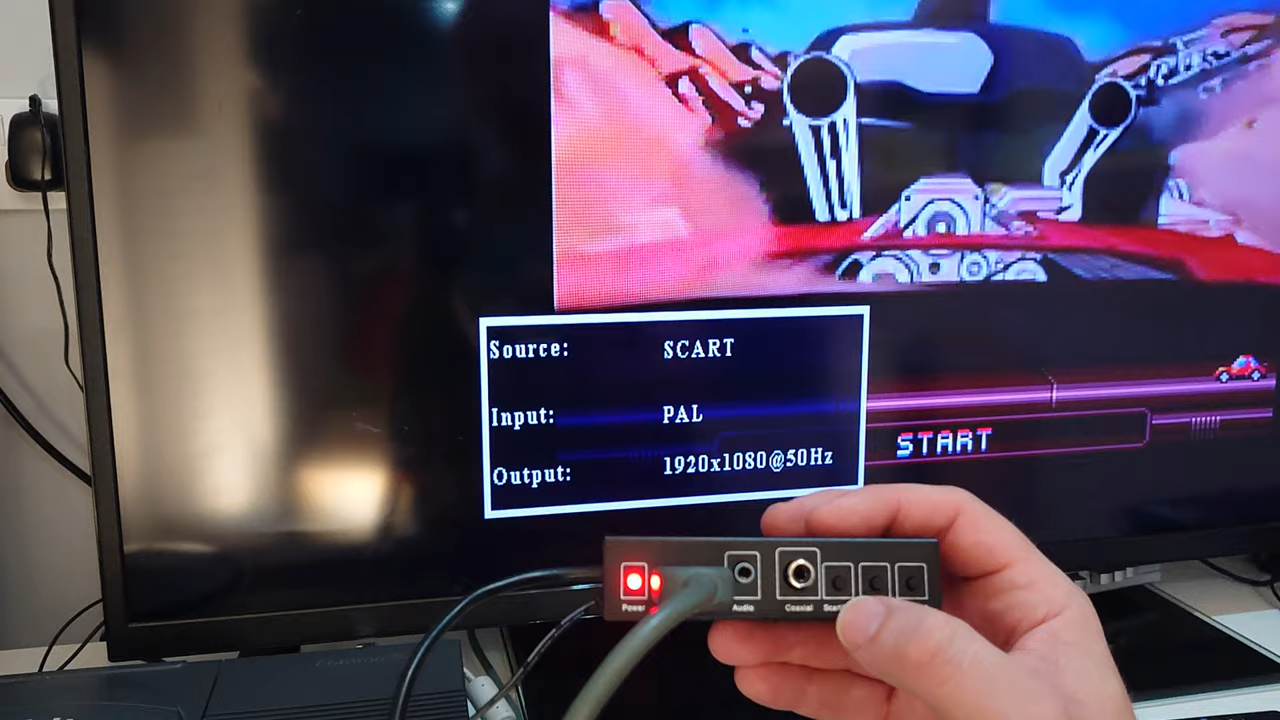 Source: SCART
Input: PAL
Output: 1920x1080@50Hz
START
Power Audio Coaxial